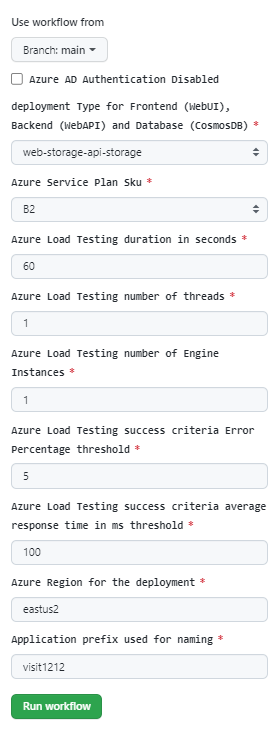 Use workflow from
Branch: main
Azure AD Authentication Disabled
deployment Type for Frontend (WebUI),
Backend (WebAPI) and Database (CosmosDB) *
web-storage-api-storage
Azure Service Plan Sku *
B2
Azure Load Testing duration in seconds *
60
Azure Load Testing number of threads *
1
Azure Load Testing number of Engine
Instances *
1
Azure Load Testing success criteria Error
Percentage threshold *
5
Azure Load Testing success criteria average
response time in ms threshold *
100
Azure Region for the deployment *
eastus2
Application prefix used for naming *
visit1212
Run workflow